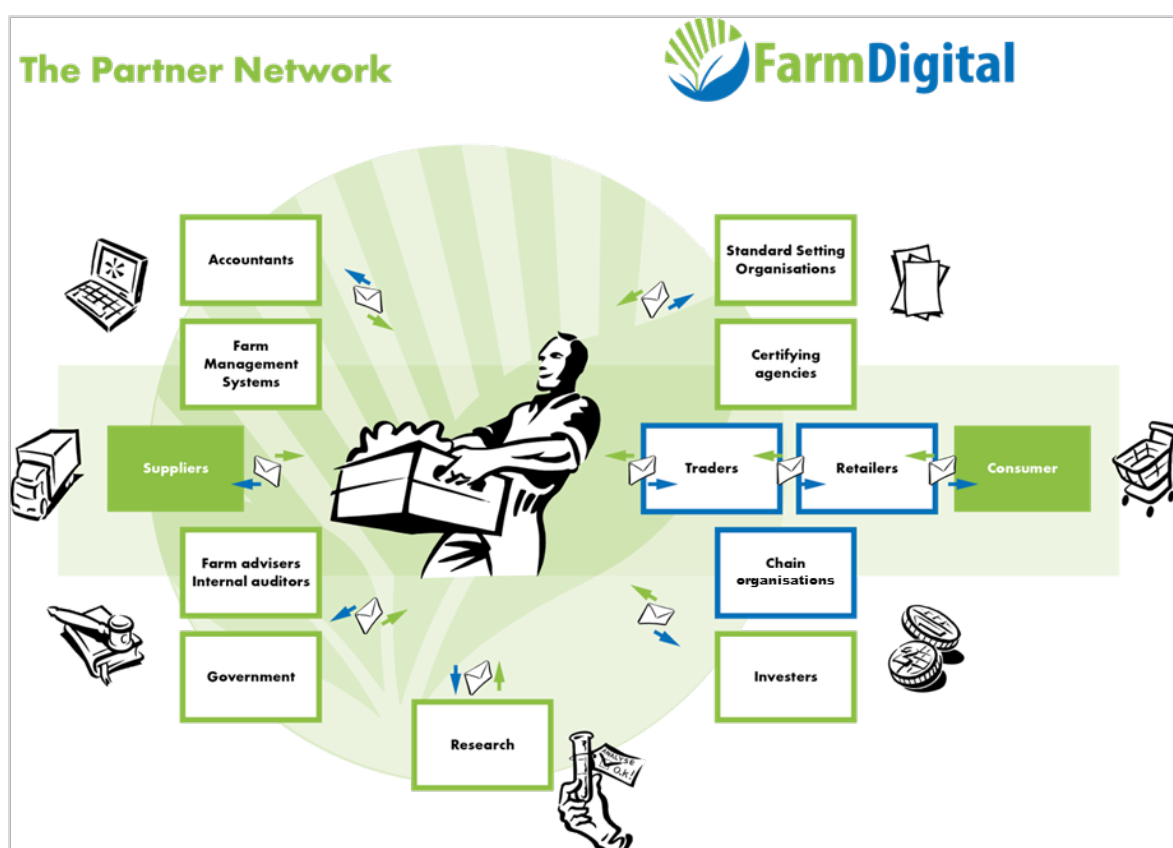 The Partner Network
FarmDigital
Accountants
Standard Setting
Organisations
Farm
Management
Systems
Certifying
agencies
Suppliers
Traders
Retailers
Consumer
Farm advisers
Internal auditors
Chain
organisations
Government
Investers
Research
ANALYSE
O.K!